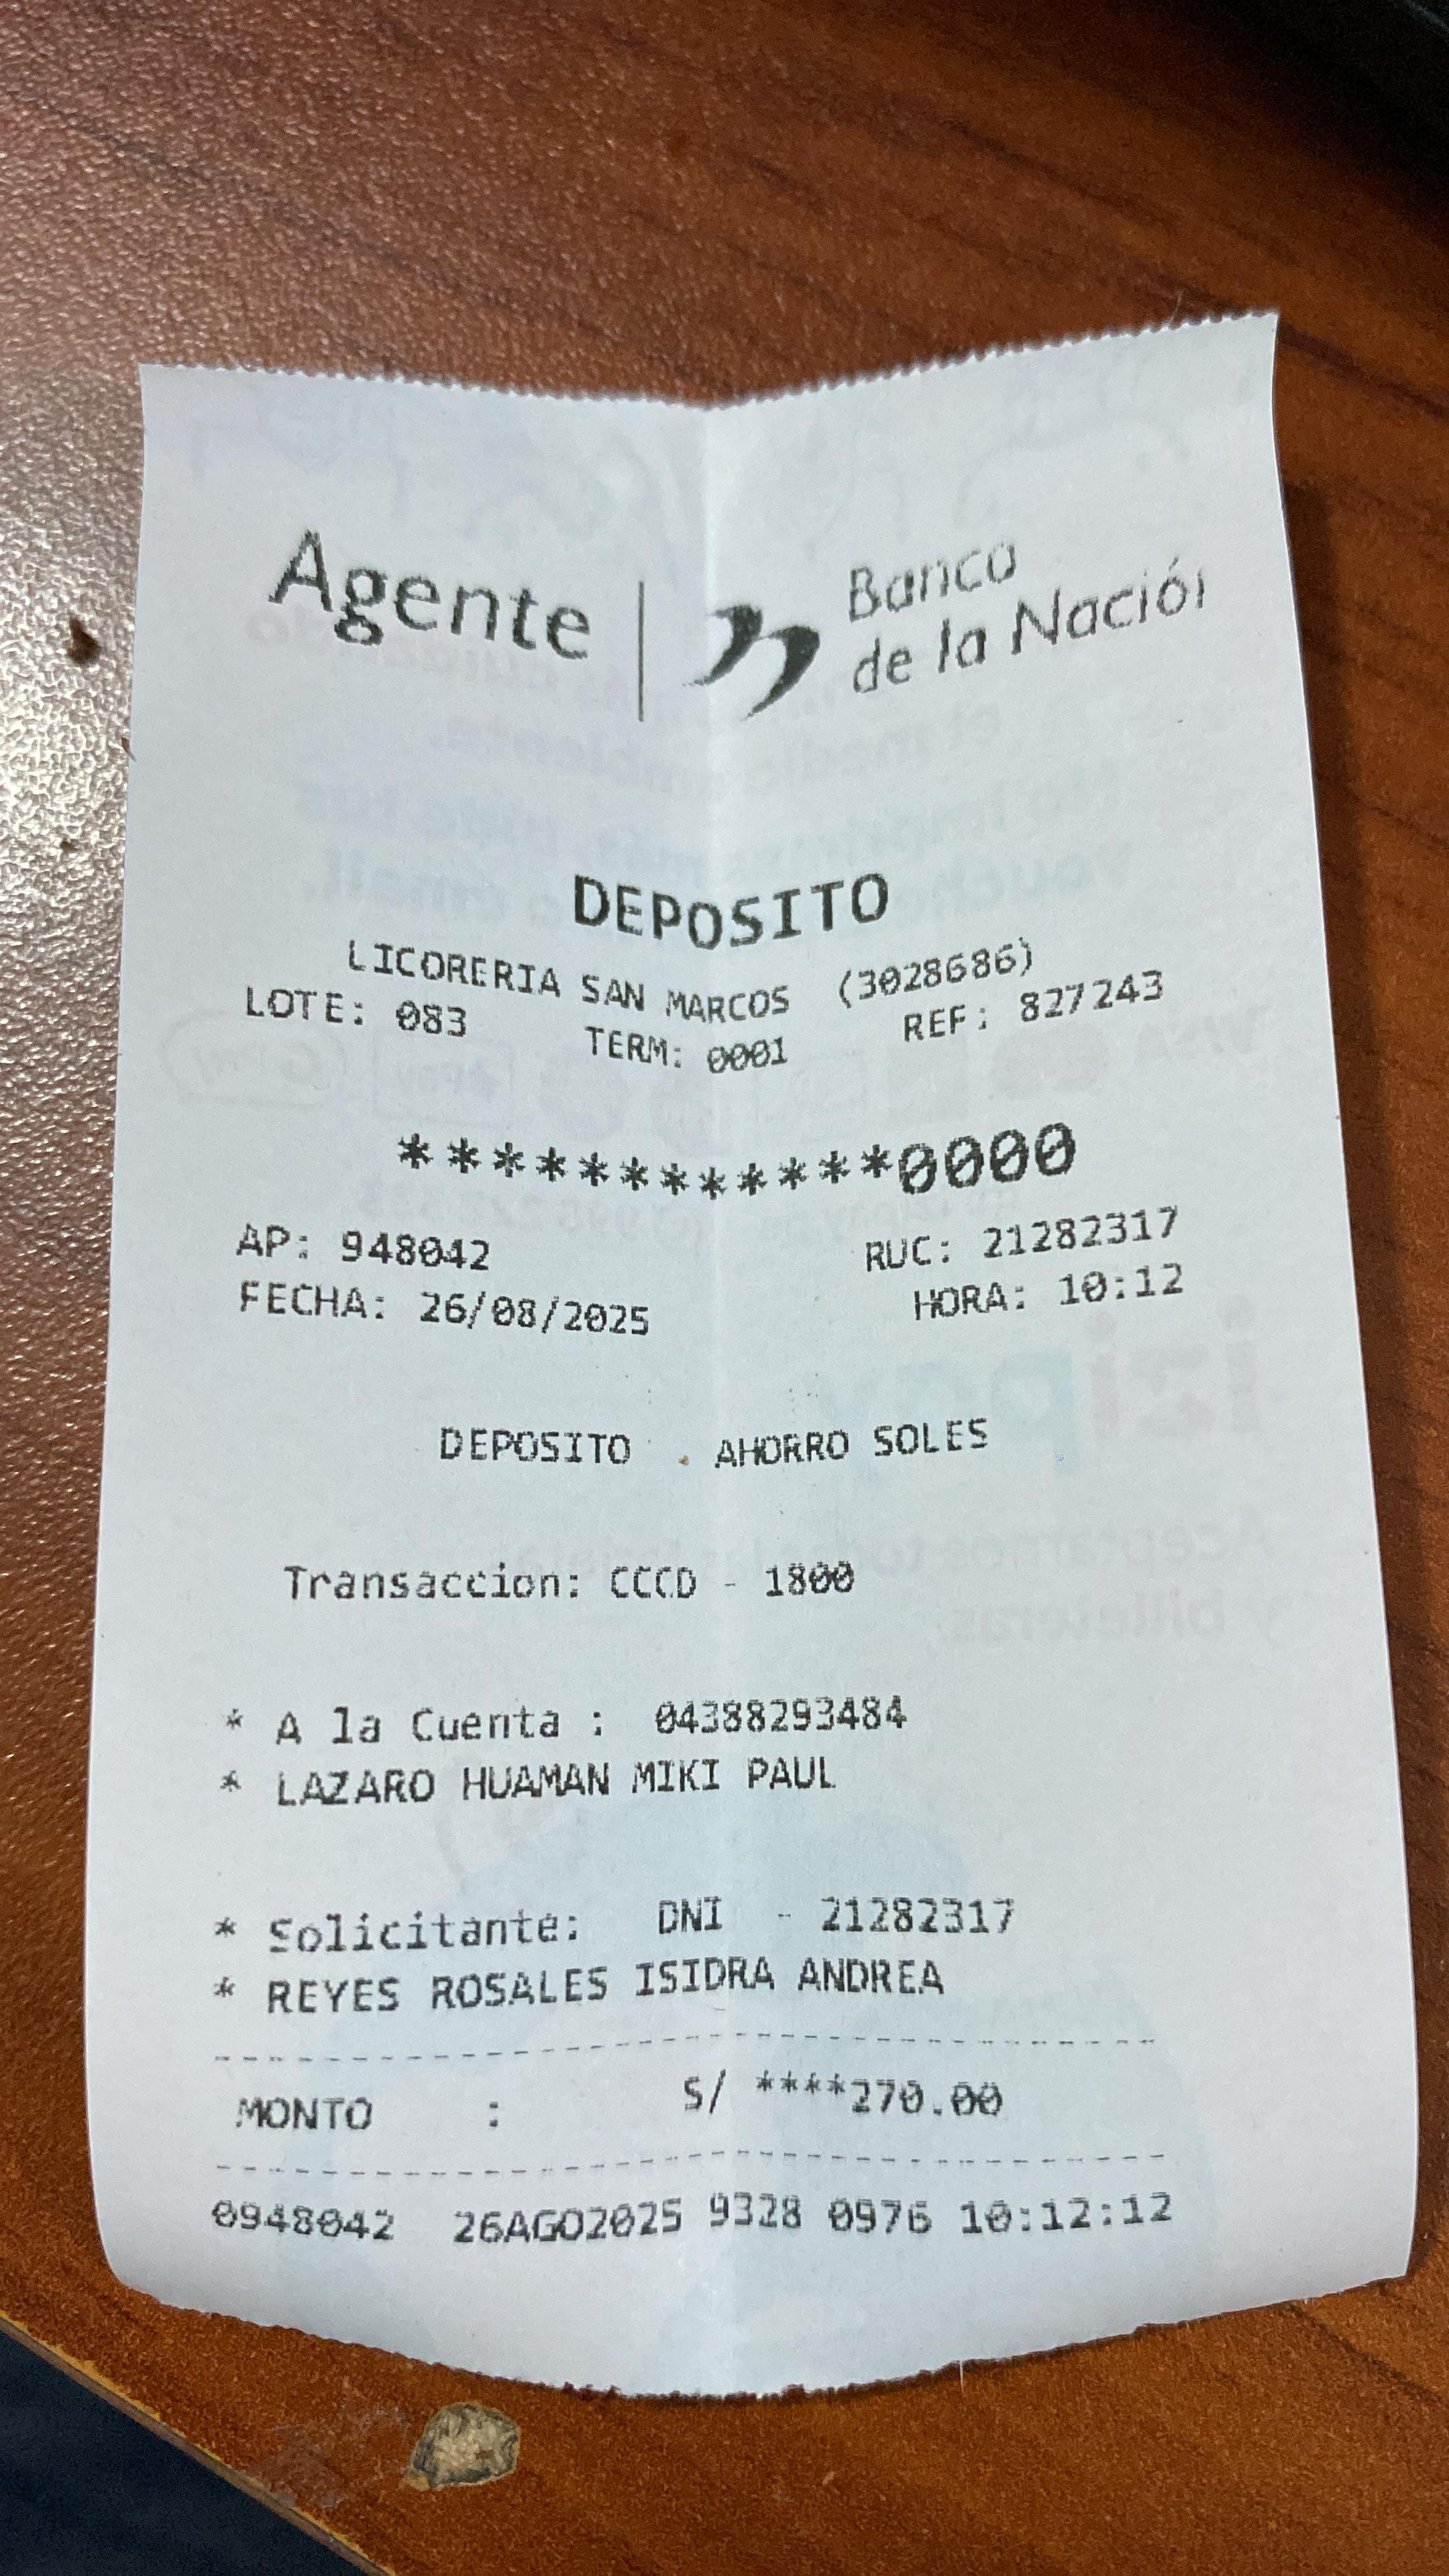 Agente | Banco
de la Nación
DEPOSITO
LICORERIA SAN MARCOS (3028686)
LOTE: 083 TERM: 0001 REF: 827243
************0000
AP: 948042 RUC: 21282317
FECHA: 26/08/2025 HORA: 10:12
DEPOSITO AHORRO SOLES
Transaccion: CCCD - 1800
* A la Cuenta : 04388293484
* LAZARO HUAMAN MIKI PAUL
* Solicitante: DNI - 21282317
* REYES ROSALES ISIDRA ANDREA
MONTO : S/ ****270.00
0948042 26AGO2025 9328 0976 10:12:12